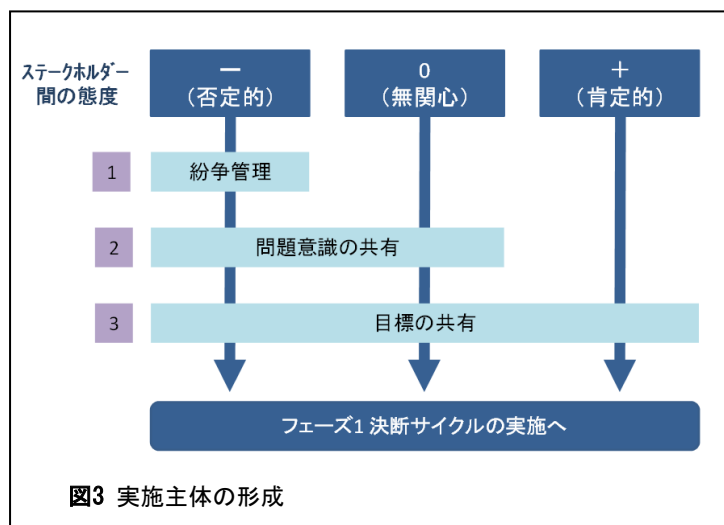 ステークホルダー
間の態度
－
（否定的）
0
（無関心）
＋
（肯定的）
1
紛争管理
2
問題意識の共有
3
目標の共有
フェーズ1 決断サイクルの実施へ
図3 実施主体の形成